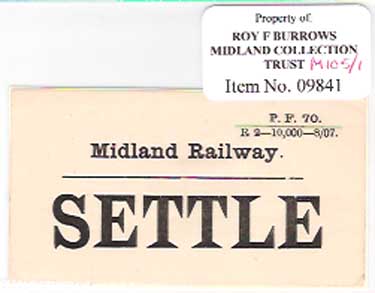 Property of:
ROY F BURROWS
MIDLAND COLLECTION
TRUST M105/1
Item No. 09841
P. F. 70.
R 2—10,000—8/07.
Midland Railway.
SETTLE